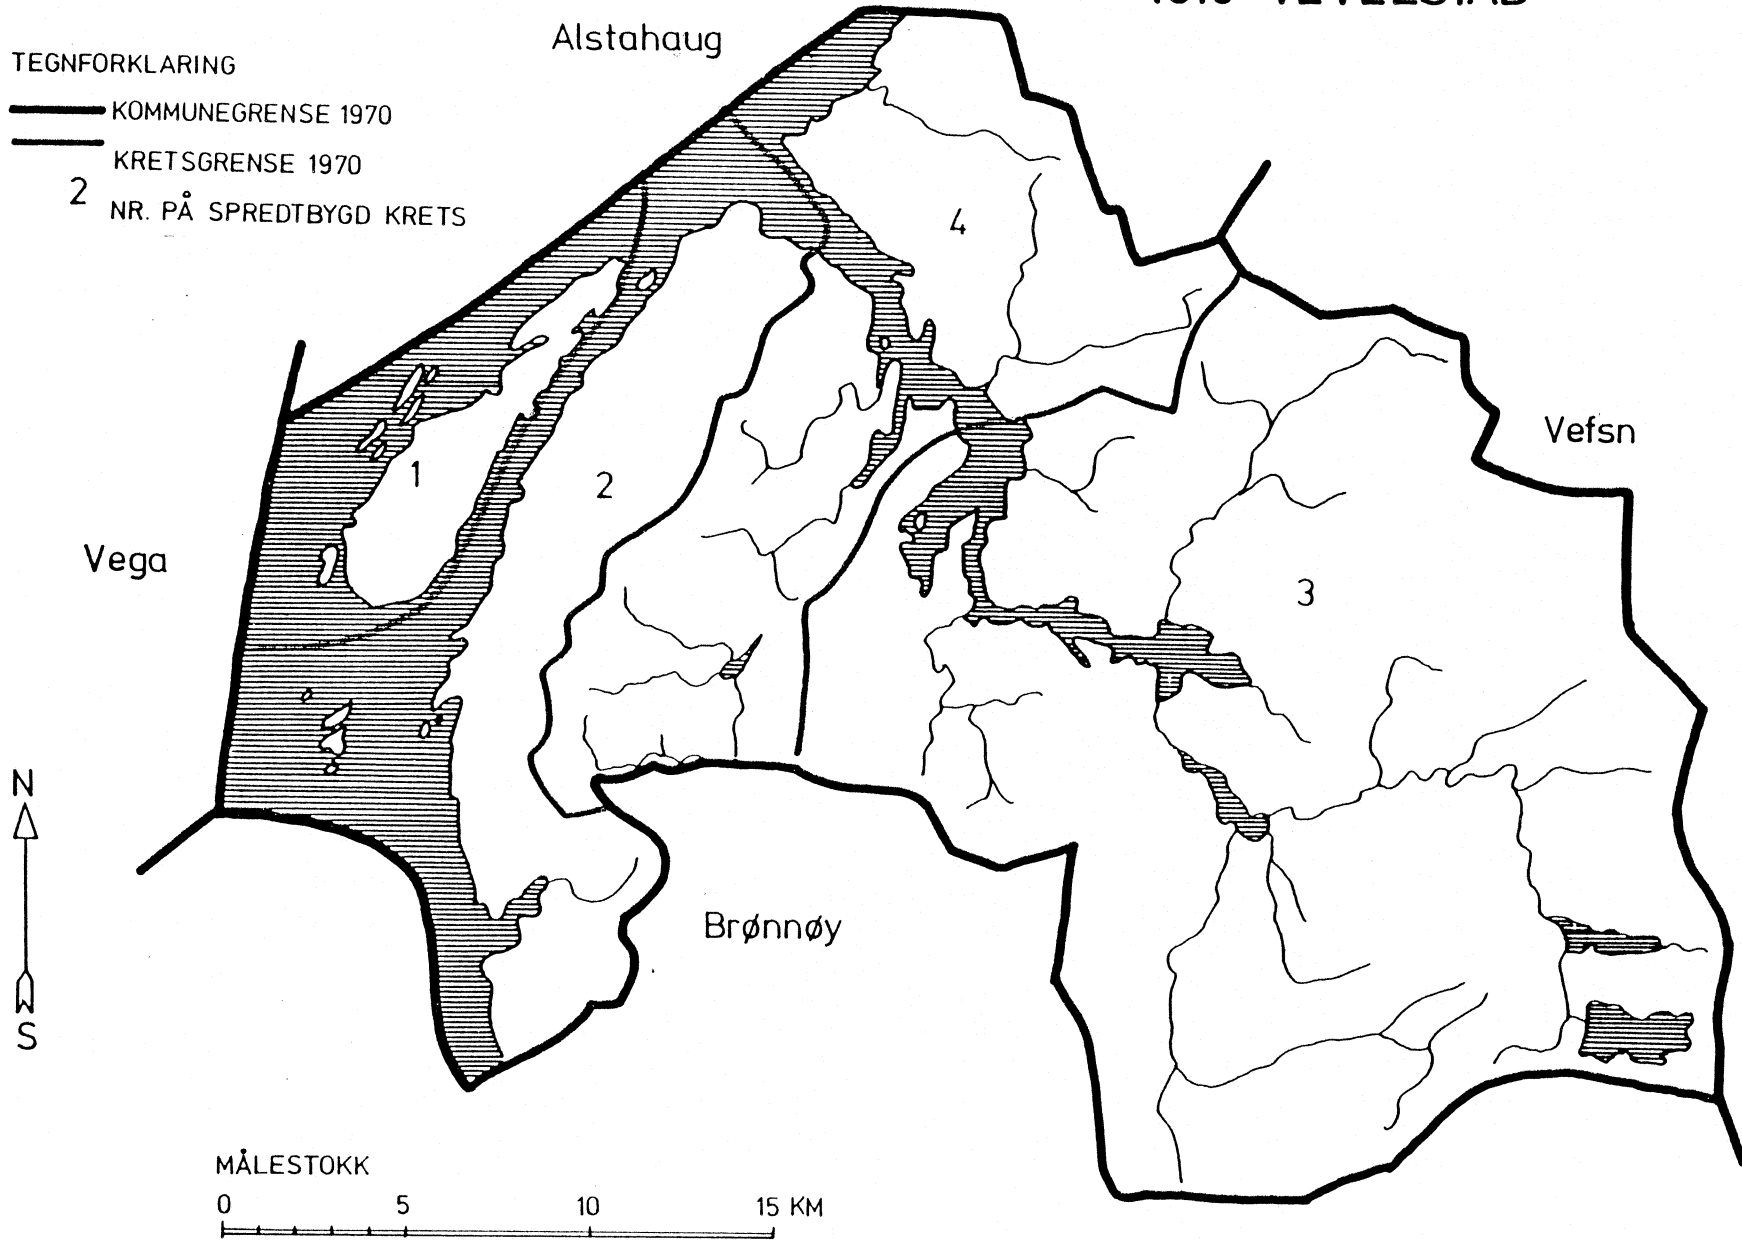 Alstahaug
TEGNFORKLARING
KOMMUNEGRENSE 1970
KRETSGRENSE 1970
2 NR. PÅ SPREDTBYGD KRETS
4
Vefsn
1
2
Vega
3
N
Brønnøy
S
MÅLESTOKK
0 5 10 15 KM